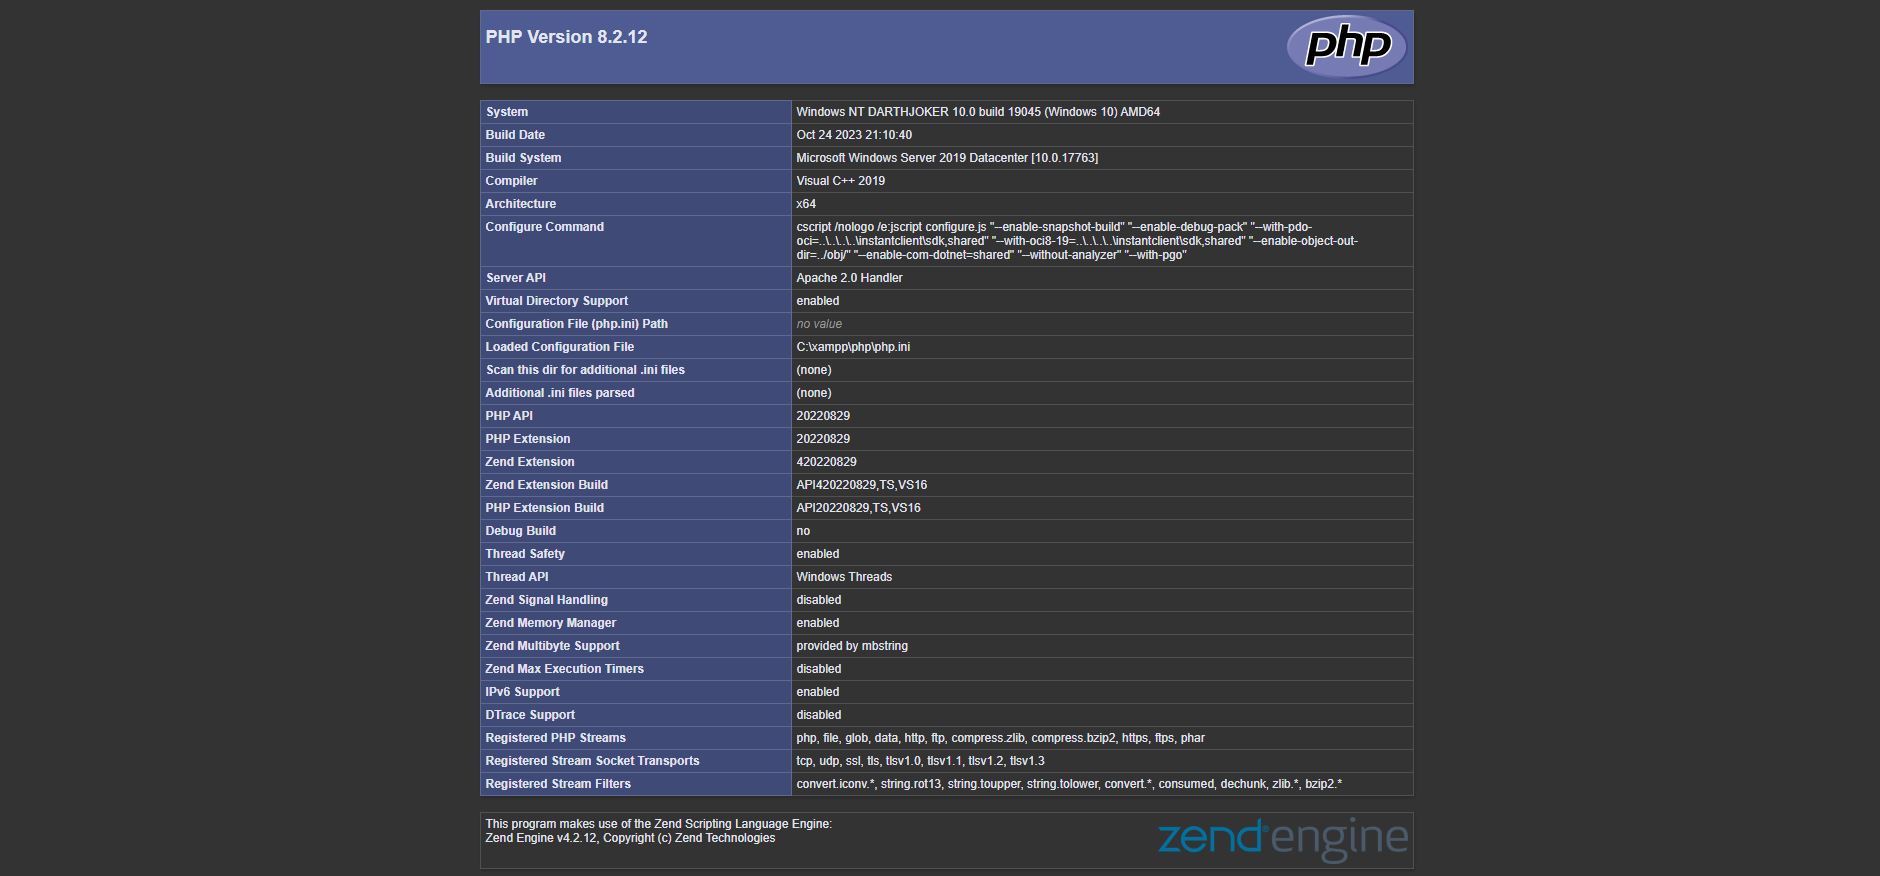 PHP Version 8.2.12
php
System Windows NT DARTHJOKER 10.0 build 19045 (Windows 10) AMD64
Build Date Oct 24 2023 21:10:40
Build System Microsoft Windows Server 2019 Datacenter [10.0.17763]
Compiler Visual C++ 2019
Architecture x64
Configure Command cscript /nologo /e:jscript configure.js "--enable-snapshot-build" "--enable-debug-pack" "--with-pdo-
oci=..\..\..\..\instantclient\sdk,shared" "--with-oci8-19=..\..\..\..\instantclient\sdk,shared" "--enable-object-out-
dir=../obj/" "--enable-com-dotnet=shared" "--without-analyzer" "--with-pgo"
Server API Apache 2.0 Handler
Virtual Directory Support enabled
Configuration File (php.ini) Path no value
Loaded Configuration File C:\xampp\php\php.ini
Scan this dir for additional .ini files (none)
Additional .ini files parsed (none)
PHP API 20220829
PHP Extension 20220829
Zend Extension 420220829
Zend Extension Build API420220829,TS,VS16
PHP Extension Build API20220829,TS,VS16
Debug Build no
Thread Safety enabled
Thread API Windows Threads
Zend Signal Handling disabled
Zend Memory Manager enabled
Zend Multibyte Support provided by mbstring
Zend Max Execution Timers disabled
IPv6 Support enabled
DTrace Support disabled
Registered PHP Streams php, file, glob, data, http, ftp, compress.zlib, compress.bzip2, https, ftps, phar
Registered Stream Socket Transports tcp, udp, ssl, tls, tlsv1.0, tlsv1.1, tlsv1.2, tlsv1.3
Registered Stream Filters convert.iconv.*, string.rot13, string.toupper, string.tolower, convert.*, consumed, dechunk, zlib.*, bzip2.*
This program makes use of the Zend Scripting Language Engine:
Zend Engine v4.2.12, Copyright (c) Zend Technologies
zend® engine